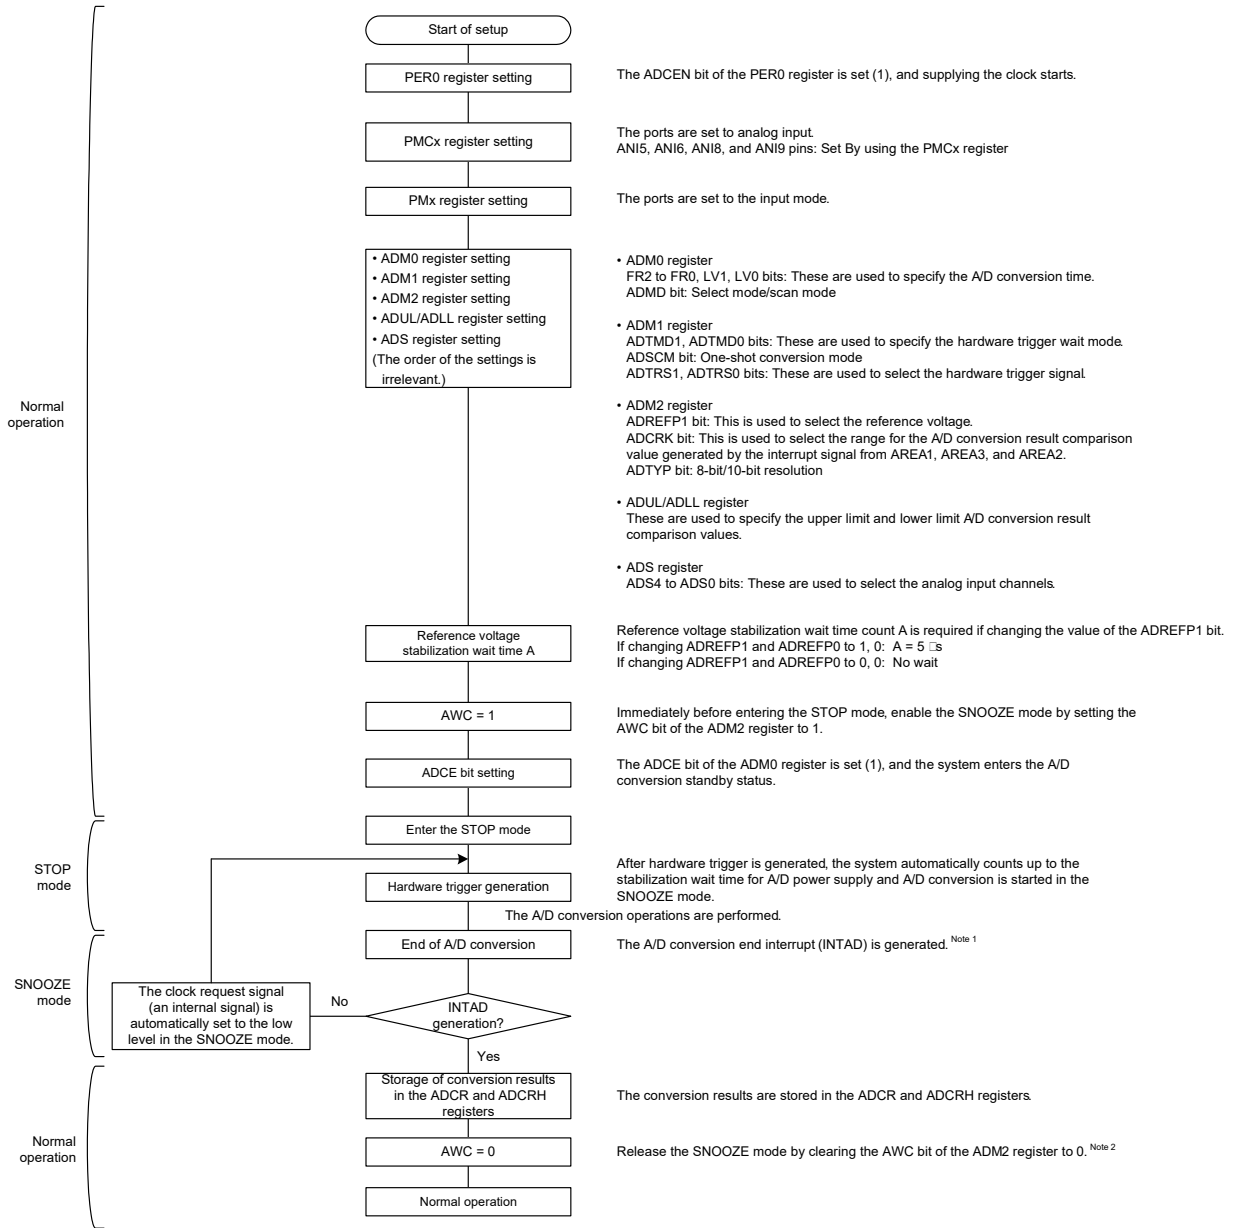 Start of setup
PER0 register setting
The ADCEN bit of the PER0 register is set (1), and supplying the clock starts.
PMCx register setting
The ports are set to analog input.
ANI5, ANI6, ANI8, and ANI9 pins: Set By using the PMCx register
PMx register setting
The ports are set to the input mode.
• ADM0 register setting
• ADM1 register setting
• ADM2 register setting
• ADUL/ADLL register setting
• ADS register setting
(The order of the settings is
irrelevant.)
• ADM0 register
FR2 to FR0, LV1, LV0 bits: These are used to specify the A/D conversion time.
ADMD bit: Select mode/scan mode
• ADM1 register
ADTMD1, ADTMD0 bits: These are used to specify the hardware trigger wait mode.
ADSCM bit: One-shot conversion mode
ADTRS1, ADTRS0 bits: These are used to select the hardware trigger signal.
• ADM2 register
ADREFP1 bit: This is used to select the reference voltage.
ADCRK bit: This is used to select the range for the A/D conversion result comparison
value generated by the interrupt signal from AREA1, AREA3, and AREA2.
ADTYP bit: 8-bit/10-bit resolution
• ADUL/ADLL register
These are used to specify the upper limit and lower limit A/D conversion result
comparison values.
• ADS register
ADS4 to ADS0 bits: These are used to select the analog input channels.
Normal
operation
Reference voltage
stabilization wait time A
Reference voltage stabilization wait time count A is required if changing the value of the ADREFP1 bit.
If changing ADREFP1 and ADREFP0 to 1, 0: A = 5 □s
If changing ADREFP1 and ADREFP0 to 0, 0: No wait
AWC = 1
Immediately before entering the STOP mode, enable the SNOOZE mode by setting the
AWC bit of the ADM2 register to 1.
ADCE bit setting
The ADCE bit of the ADM0 register is set (1), and the system enters the A/D
conversion standby status.
Enter the STOP mode
STOP
mode
Hardware trigger generation
After hardware trigger is generated, the system automatically counts up to the
stabilization wait time for A/D power supply and A/D conversion is started in the
SNOOZE mode.
The A/D conversion operations are performed.
End of A/D conversion
The A/D conversion end interrupt (INTAD) is generated. Note 1
SNOOZE
mode
The clock request signal
(an internal signal) is
automatically set to the low
level in the SNOOZE mode.
No
INTAD
generation?
Yes
Storage of conversion results
in the ADCR and ADCRH
registers
The conversion results are stored in the ADCR and ADCRH registers.
Normal
operation
AWC = 0
Release the SNOOZE mode by clearing the AWC bit of the ADM2 register to 0. Note 2
Normal operation